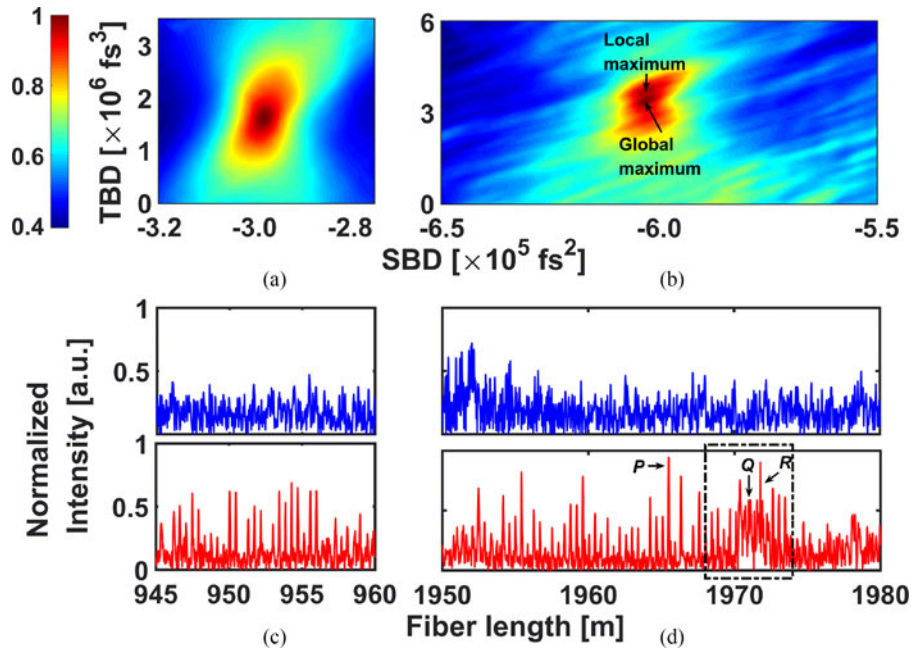 1
0.8
0.6
0.4
TBD [×10⁶ fs³]
3
2
1
0
-3.2
-3.0
-2.8
6
3
0
-6.5
-6.0
-5.5
Local
maximum
Global
maximum
SBD [×10⁵ fs²]
(a)
(b)
Normalized
Intensity [a.u.]
1
0.5
1
0.5
0
P
Q
R
945
950
955
960
1950
1960
1970
1980
Fiber length [m]
(c)
(d)